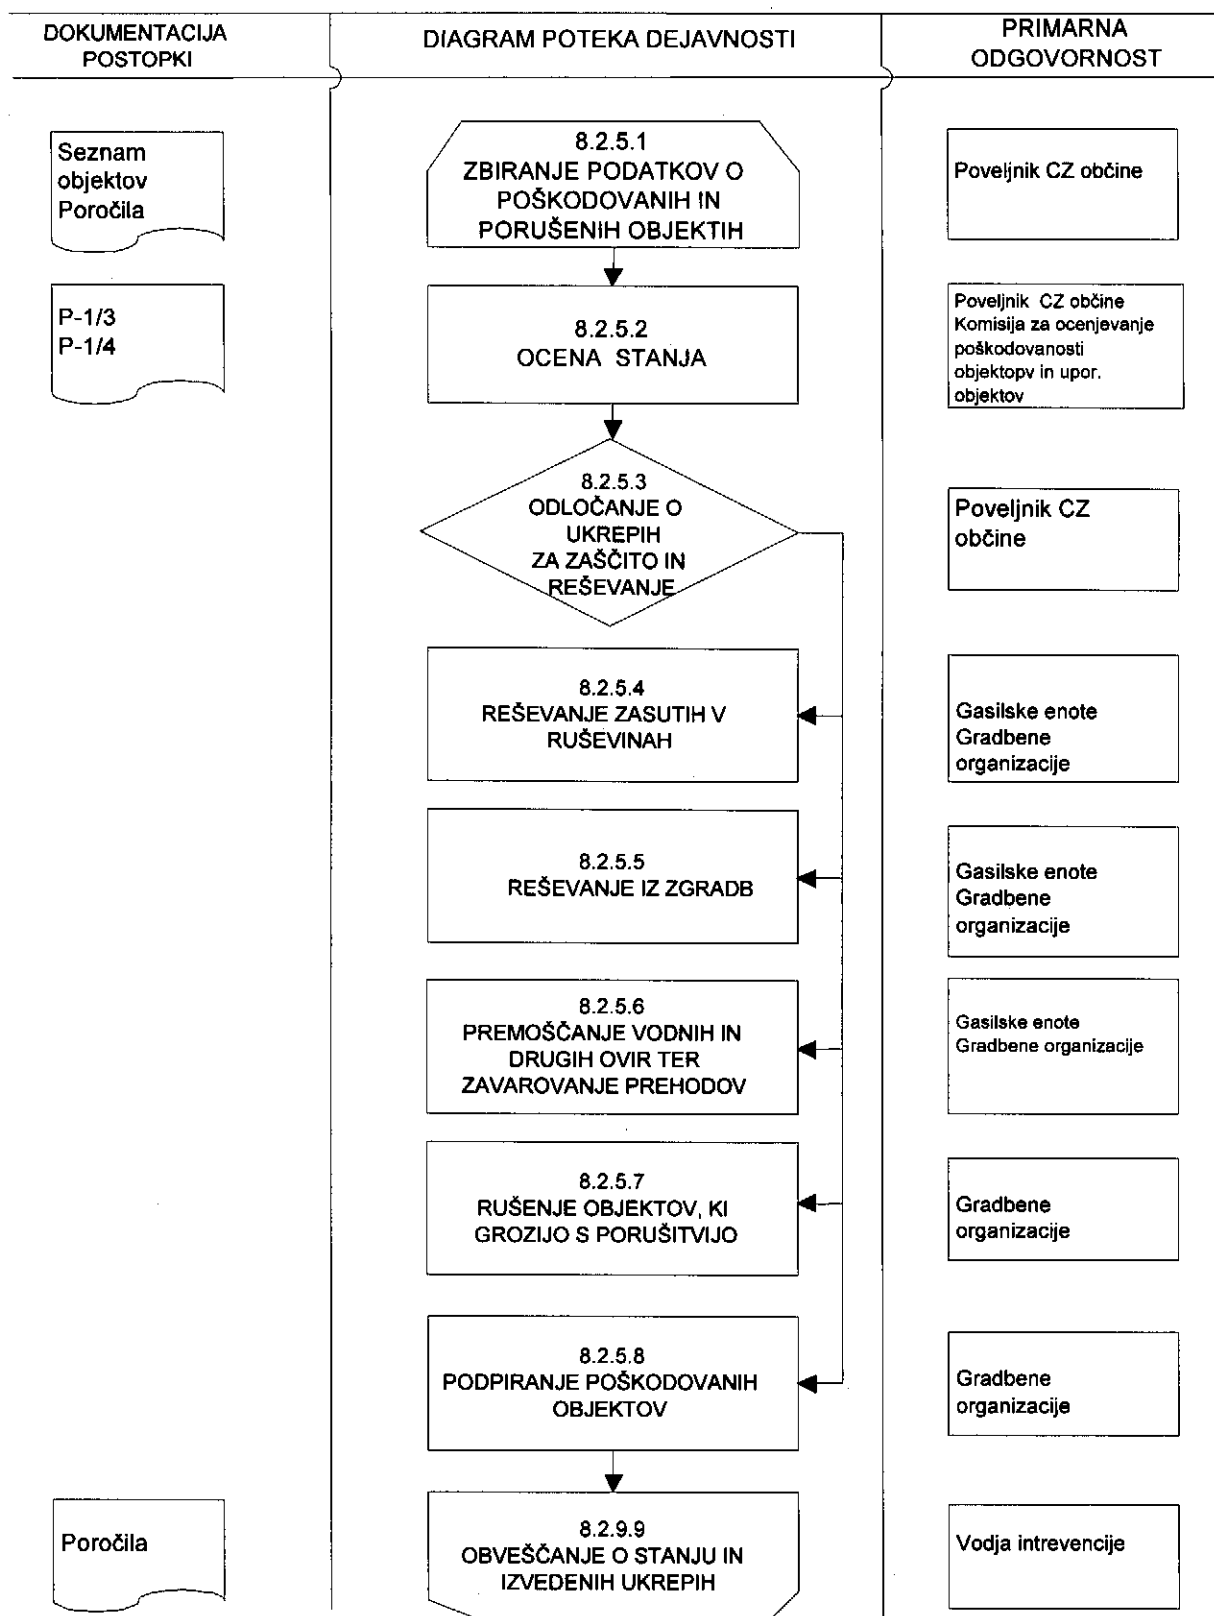 DOKUMENTACIJA
POSTOPKI
DIAGRAM POTEKA DEJAVNOSTI
PRIMARNA
ODGOVORNOST
Seznam
objektov
Poročila
8.2.5.1
ZBIRANJE PODATKOV O
POŠKODOVANIH IN
PORUŠENIH OBJEKTIH
Poveljnik CZ občine
P-1/3
P-1/4
8.2.5.2
OCENA STANJA
Poveljnik CZ občine
Komisija za ocenjevanje
poškodovanosti
objektopv in upor.
objektov
8.2.5.3
ODLOČANJE O
UKREPIH
ZA ZAŠČITO IN
REŠEVANJE
Poveljnik CZ
občine
8.2.5.4
REŠEVANJE ZASUTIH V
RUŠEVINAH
Gasilske enote
Gradbene
organizacije
8.2.5.5
REŠEVANJE IZ ZGRADB
Gasilske enote
Gradbene
organizacije
8.2.5.6
PREMOŠČANJE VODNIH IN
DRUGIH OVIR TER
ZAVAROVANJE PREHODOV
Gasilske enote
Gradbene organizacije
8.2.5.7
RUŠENJE OBJEKTOV, KI
GROZIJO S PORUŠITVIJO
Gradbene
organizacije
8.2.5.8
PODPIRANJE POŠKODOVANIH
OBJEKTOV
Gradbene
organizacije
Poročila
8.2.9.9
OBVEŠČANJE O STANJU IN
IZVEDENIH UKREPIH
Vodja intrevencije